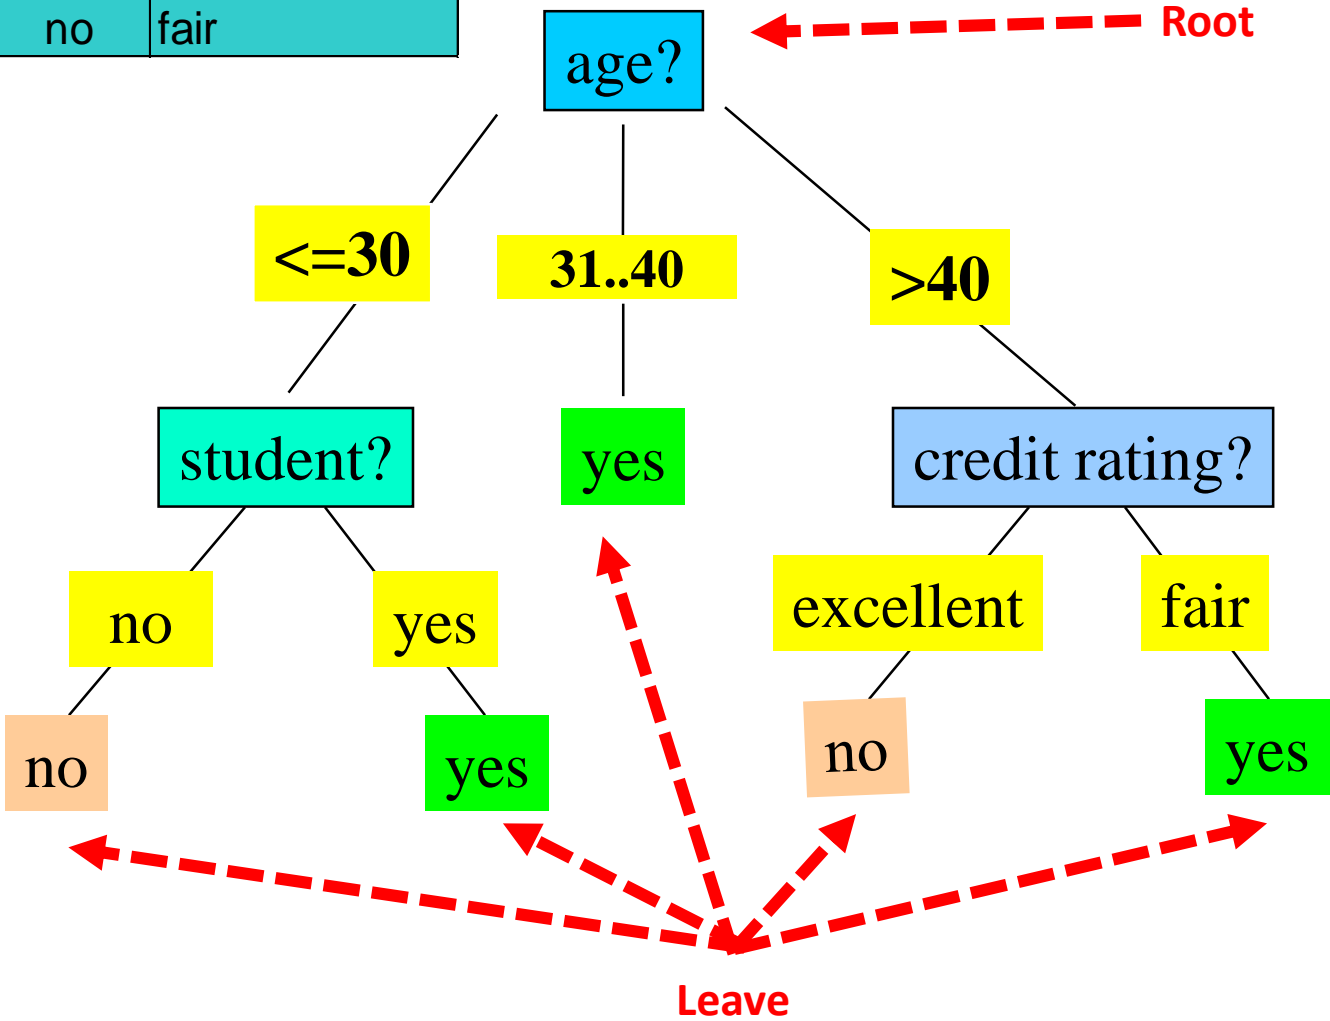 no fair
Root
age?
<=30
31..40
>40
student?
yes
credit rating?
no
yes
excellent
fair
no
yes
no
yes
Leave